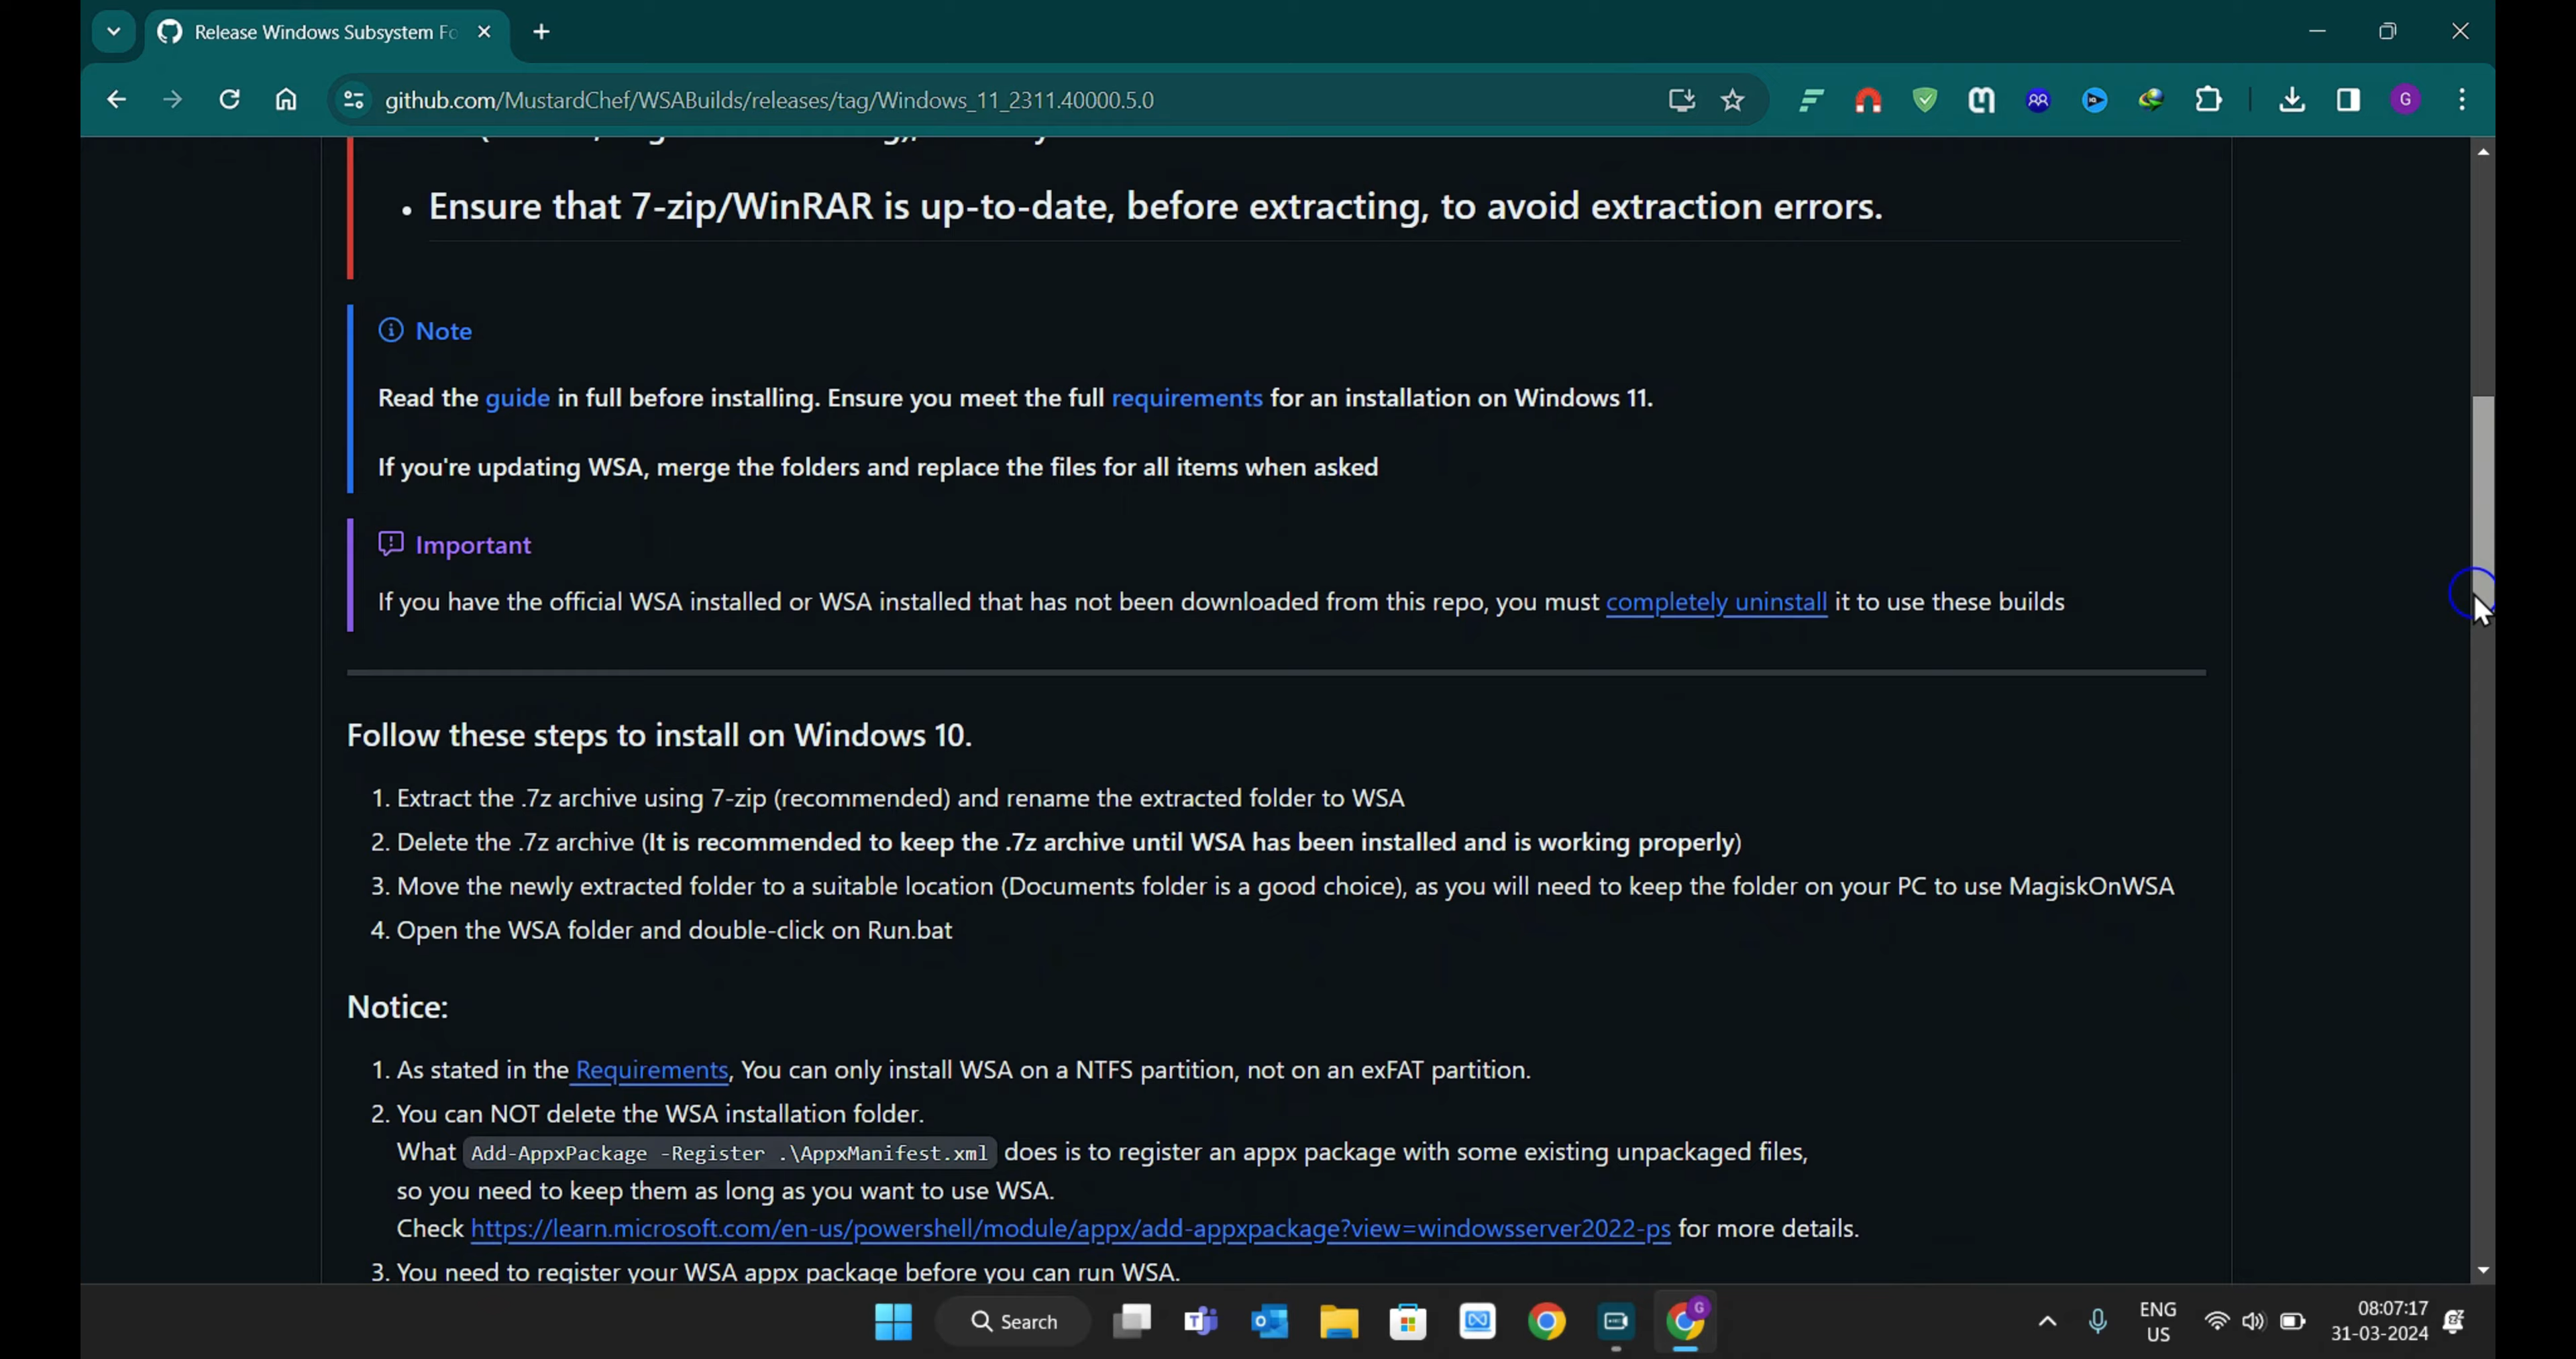 Release Windows Subsystem Fo
github.com/MustardChef/WSABuilds/releases/tag/Windows_11_2311.40000.5.0
G
• Ensure that 7-zip/WinRAR is up-to-date, before extracting, to avoid extraction errors.
Note
Read the guide in full before installing. Ensure you meet the full requirements for an installation on Windows 11.
If you're updating WSA, merge the folders and replace the files for all items when asked
Important
If you have the official WSA installed or WSA installed that has not been downloaded from this repo, you must completely uninstall it to use these builds
Follow these steps to install on Windows 10.
1. Extract the .7z archive using 7-zip (recommended) and rename the extracted folder to WSA
2. Delete the .7z archive (It is recommended to keep the .7z archive until WSA has been installed and is working properly)
3. Move the newly extracted folder to a suitable location (Documents folder is a good choice), as you will need to keep the folder on your PC to use MagiskOnWSA
4. Open the WSA folder and double-click on Run.bat
Notice:
1. As stated in the Requirements, You can only install WSA on a NTFS partition, not on an exFAT partition.
2. You can NOT delete the WSA installation folder.
What Add-AppxPackage -Register .\AppxManifest.xml does is to register an appx package with some existing unpackaged files,
so you need to keep them as long as you want to use WSA.
Check https://learn.microsoft.com/en-us/powershell/module/appx/add-appxpackage?view=windowsserver2022-ps for more details.
3. You need to register your WSA appx package before you can run WSA.
Search
ENG
US
08:07:17
31-03-2024